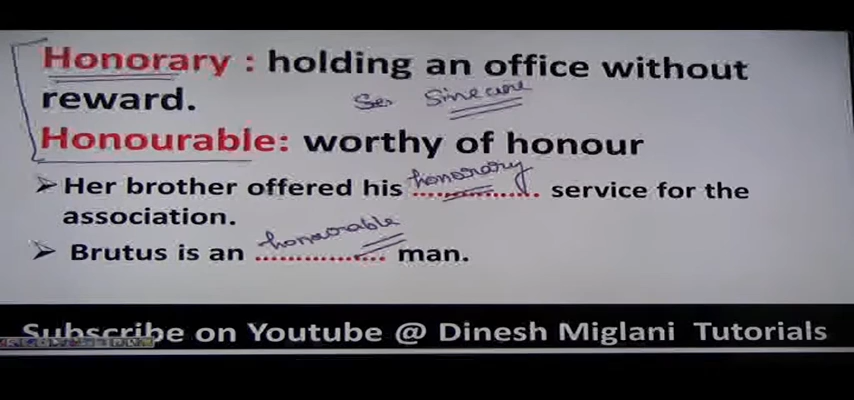 Honorary : holding an office without
reward. Se. Sinecure
Honourable: worthy of honour
➤ Her brother offered his honorary service for the
association.
➤ Brutus is an honourable man.
Subscribe on Youtube @ Dinesh Miglani Tutorials